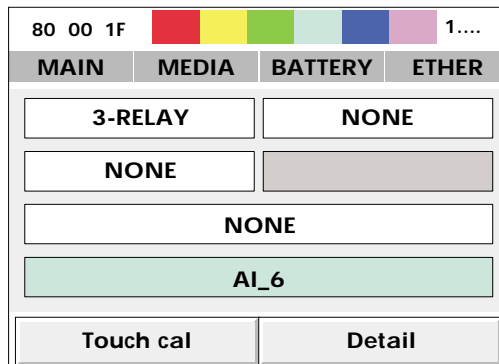 80 00 1F 1....
MAIN MEDIA BATTERY ETHER
3-RELAY NONE
NONE
NONE
AI_6
Touch cal Detail